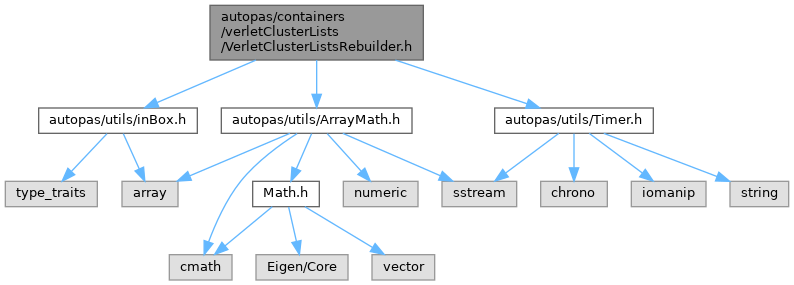 autopas/containers
/verletClusterLists
/VerletClusterListsRebuilder.h
autopas/utils/inBox.h
autopas/utils/ArrayMath.h
autopas/utils/Timer.h
type_traits
array
Math.h
numeric
sstream
chrono
iomanip
string
cmath
Eigen/Core
vector